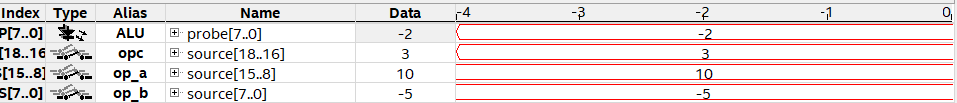 Index Type Alias Name Data -4 -3 -2 -1 0
P[7..0] ALU probe[7..0] -2 -2
[18..16 opc source[18..16] 3 3
S[15..8] op_a source[15..8] 10 10
S[7..0] op_b source[7..0] -5 -5